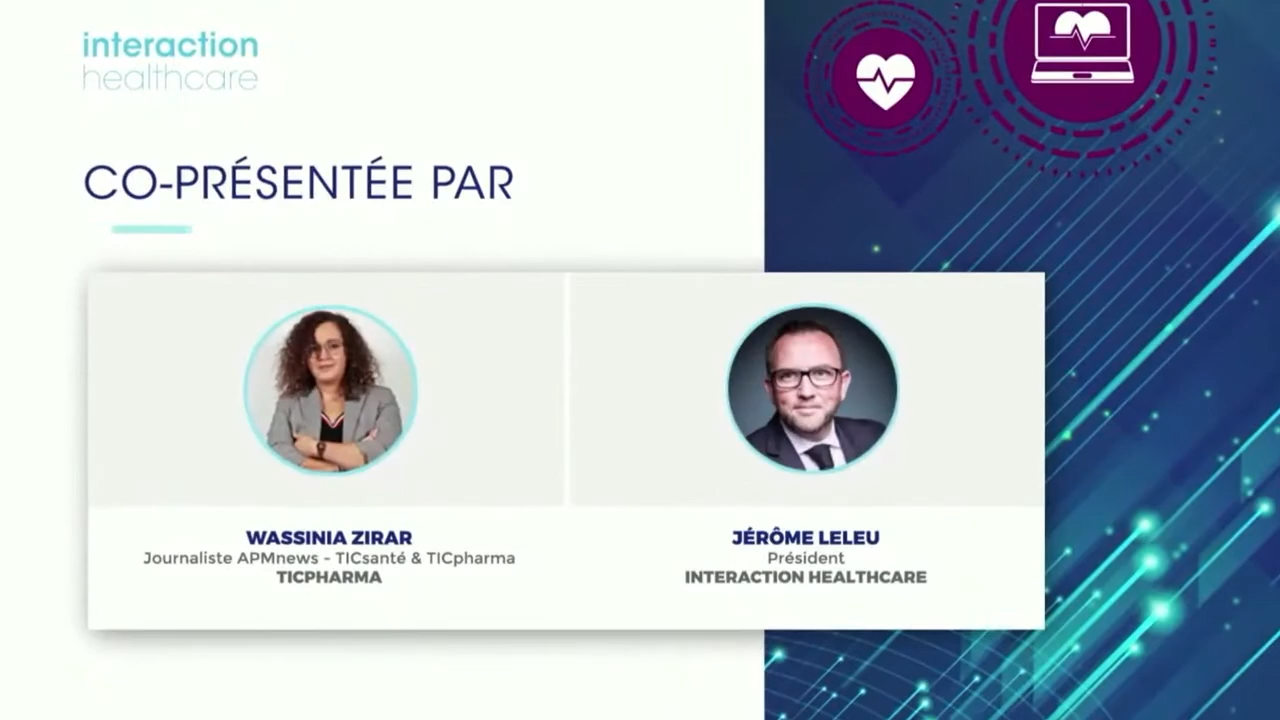 interaction
healthcare
CO-PRÉSENTÉE PAR
WASSINIA ZIRAR
Journaliste APMnews - TICsanté & TICpharma
TICPHARMA
JÉRÔME LELEU
Président
INTERACTION HEALTHCARE